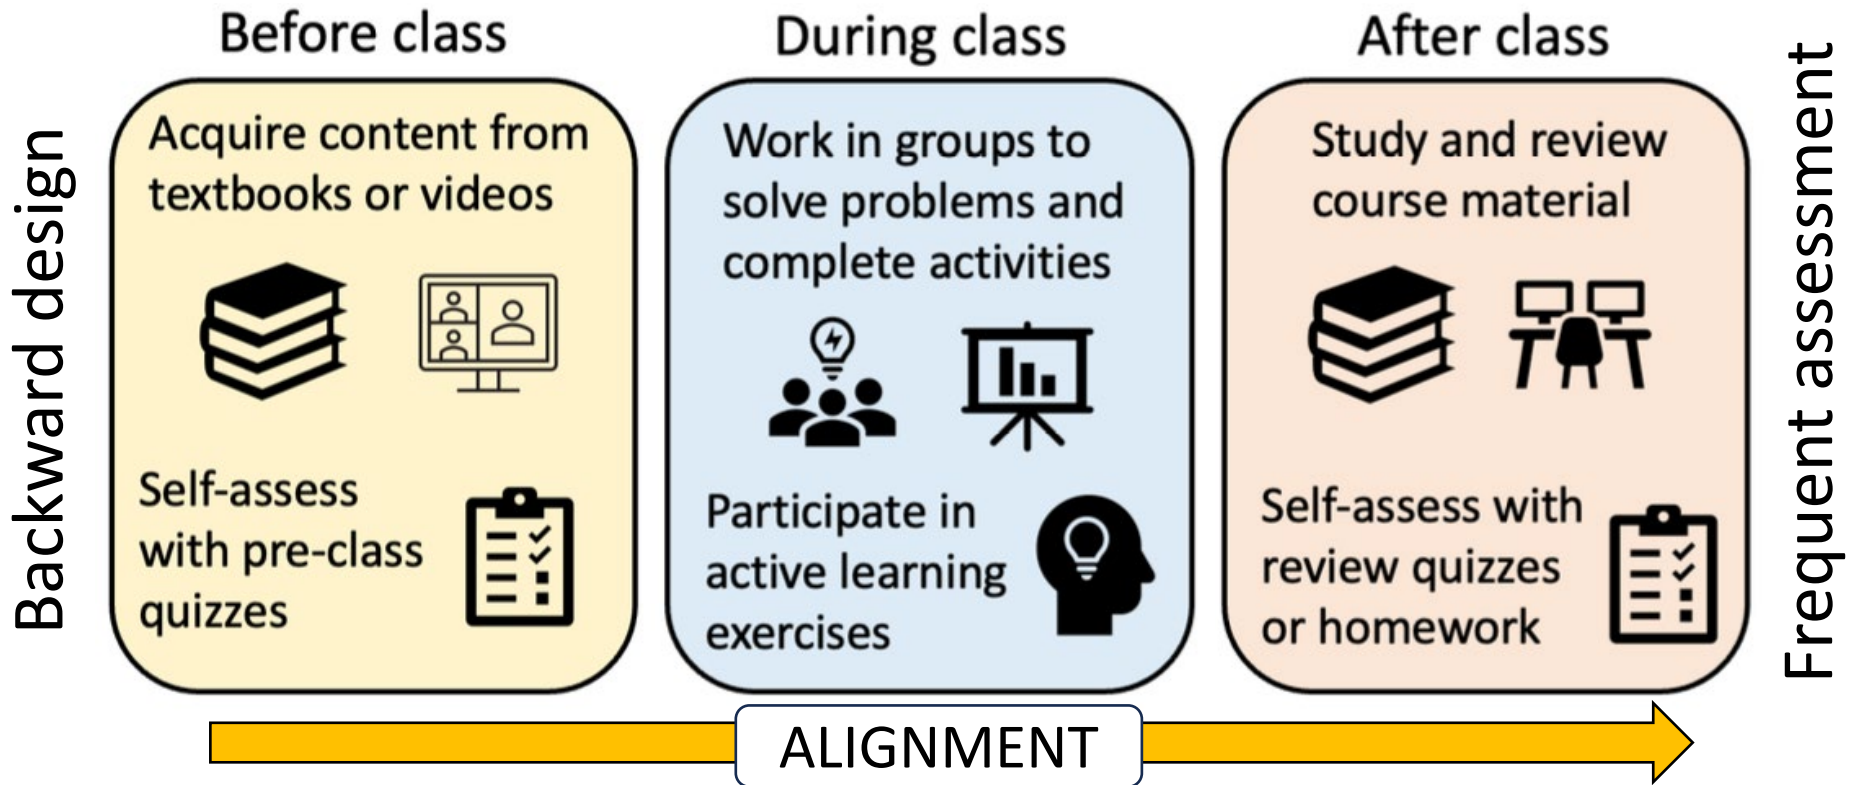 Before class
During class
After class
Backward design
Acquire content from
textbooks or videos
Self-assess
with pre-class
quizzes
Work in groups to
solve problems and
complete activities
Participate in
active learning
exercises
Study and review
course material
Self-assess with
review quizzes
or homework
Frequent assessment
ALIGNMENT